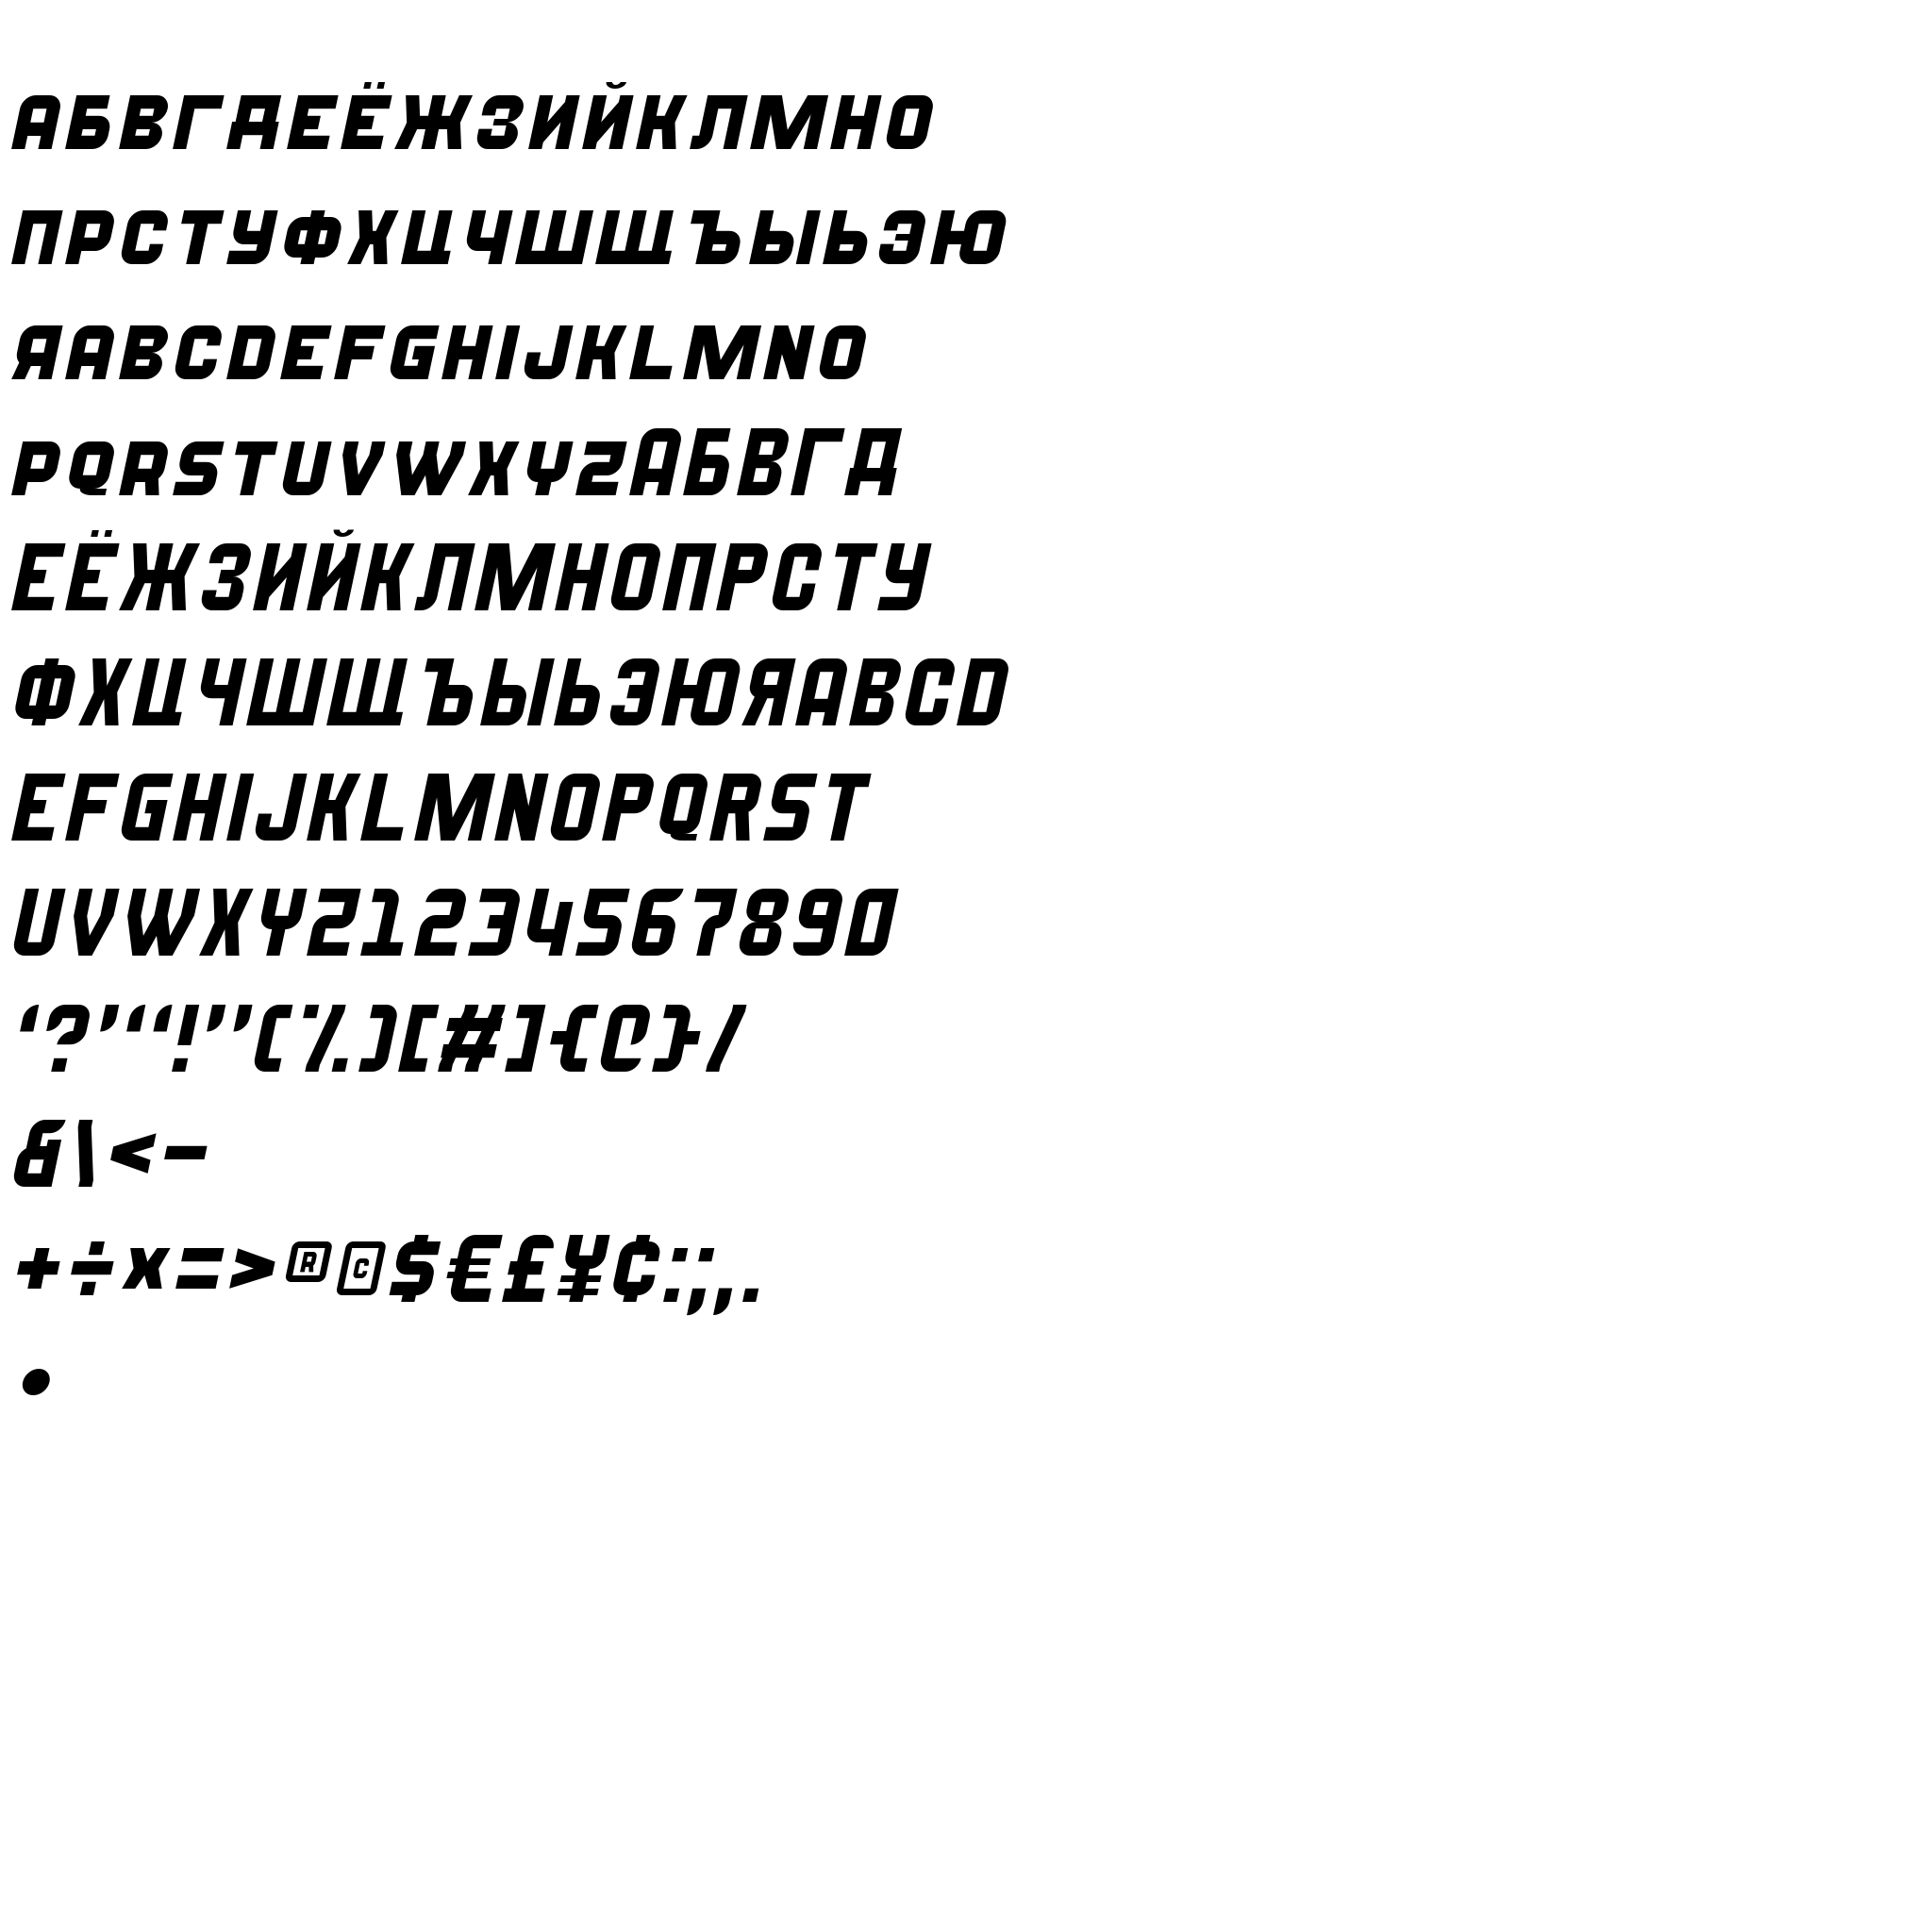 АБВГДЕЁЖЗИЙКЛМНО
ПРСТУФХЦЧШЩЪЫЬЭЮ
ЯABCDEFGHIJKLMNO
PQRSTUVWXYZАБВГД
ЕЁЖЗИЙКЛМНОПРСТУ
ФХЦЧШЩЪЫЬЭЮЯABCD
EFGHIJKLMNOPQRST
UVWXYZ1234567890
‘?’“!”(%)[#]{@}/
&\<-
+÷×=>®©$€£¥¢:;,.
•